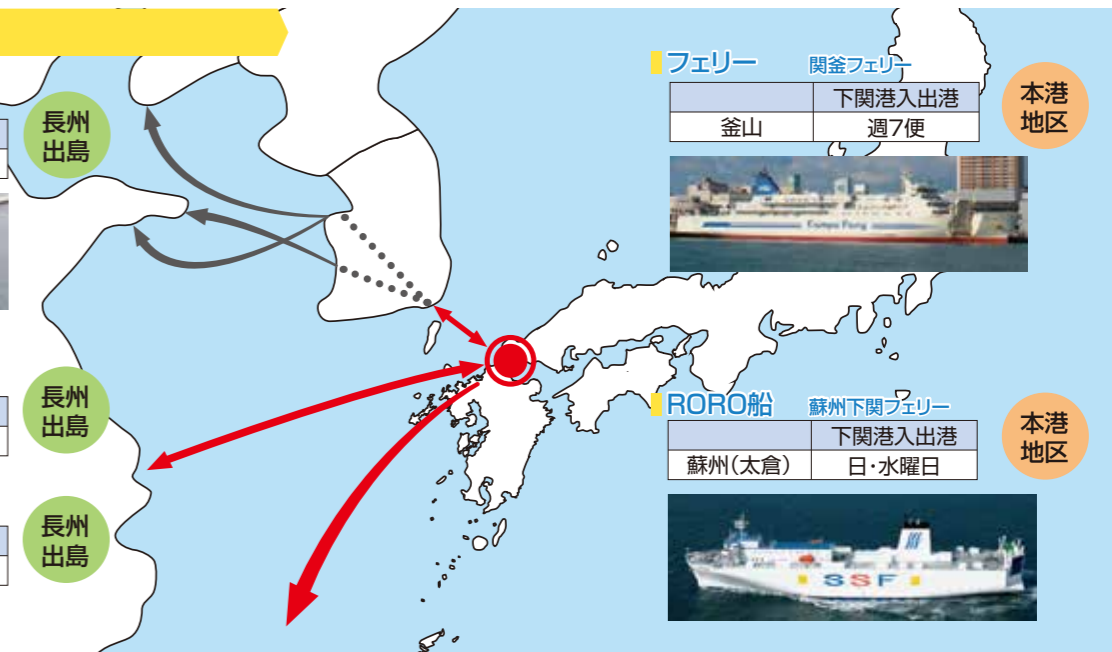 フェリー 関釜フェリー
下関港入出港
釜山 週7便
本港
地区
Kampu Ferry
長州
出島
長州
出島
長州
出島
RORO船 蘇州下関フェリー
下関港入出港
蘇州(太倉) 日・水曜日
本港
地区
SSF